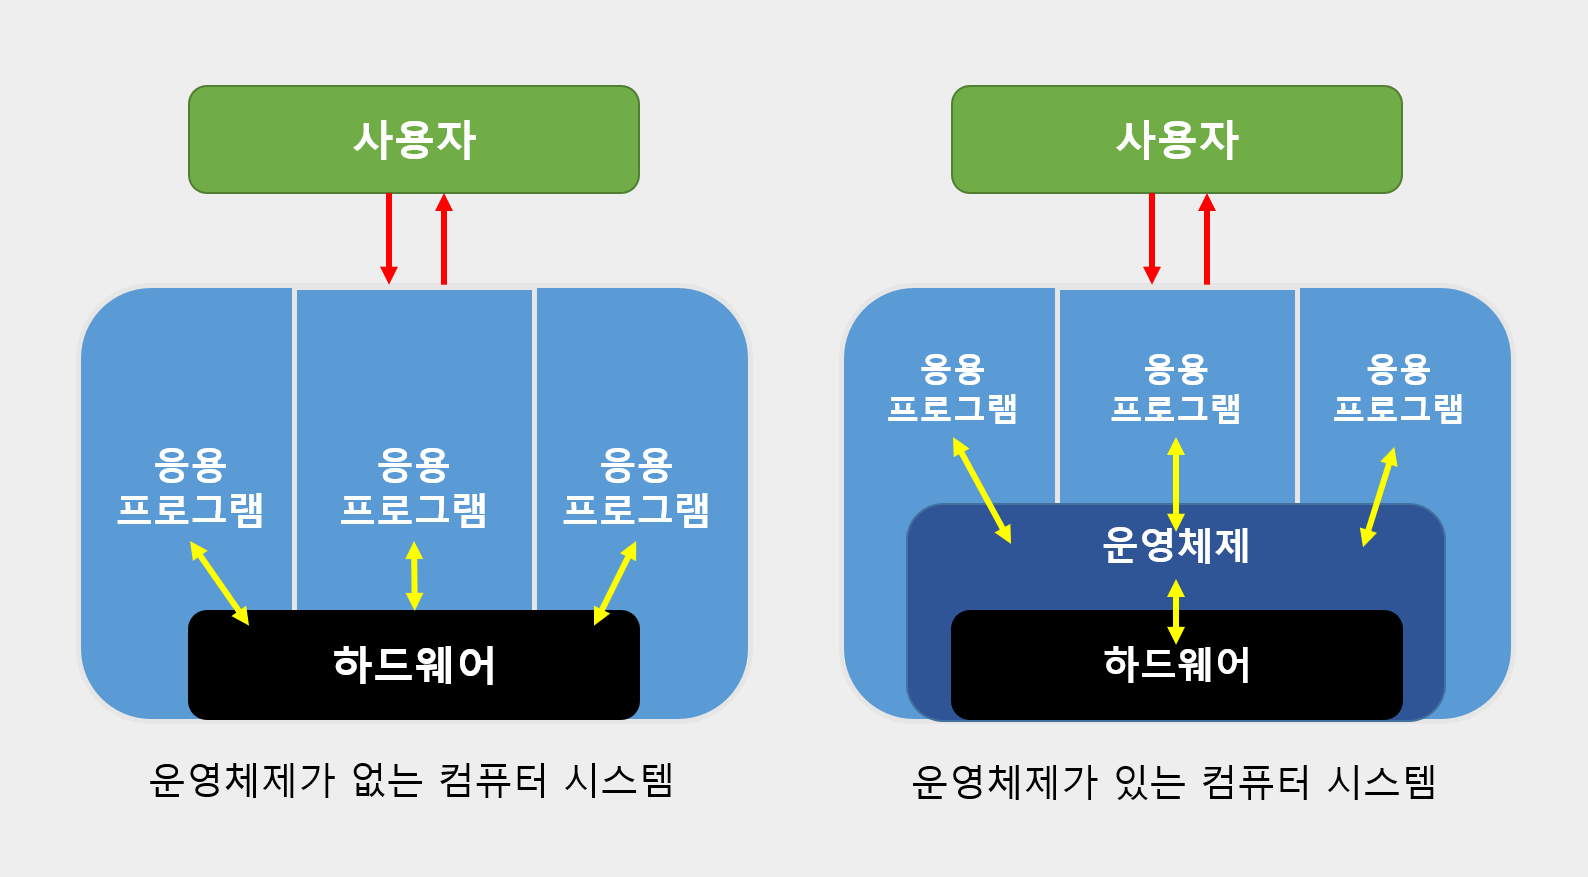 사용자
응용
프로그램
응용
프로그램
응용
프로그램
하드웨어
운영체제가 없는 컴퓨터 시스템
사용자
응용
프로그램
응용
프로그램
응용
프로그램
운영체제
하드웨어
운영체제가 있는 컴퓨터 시스템